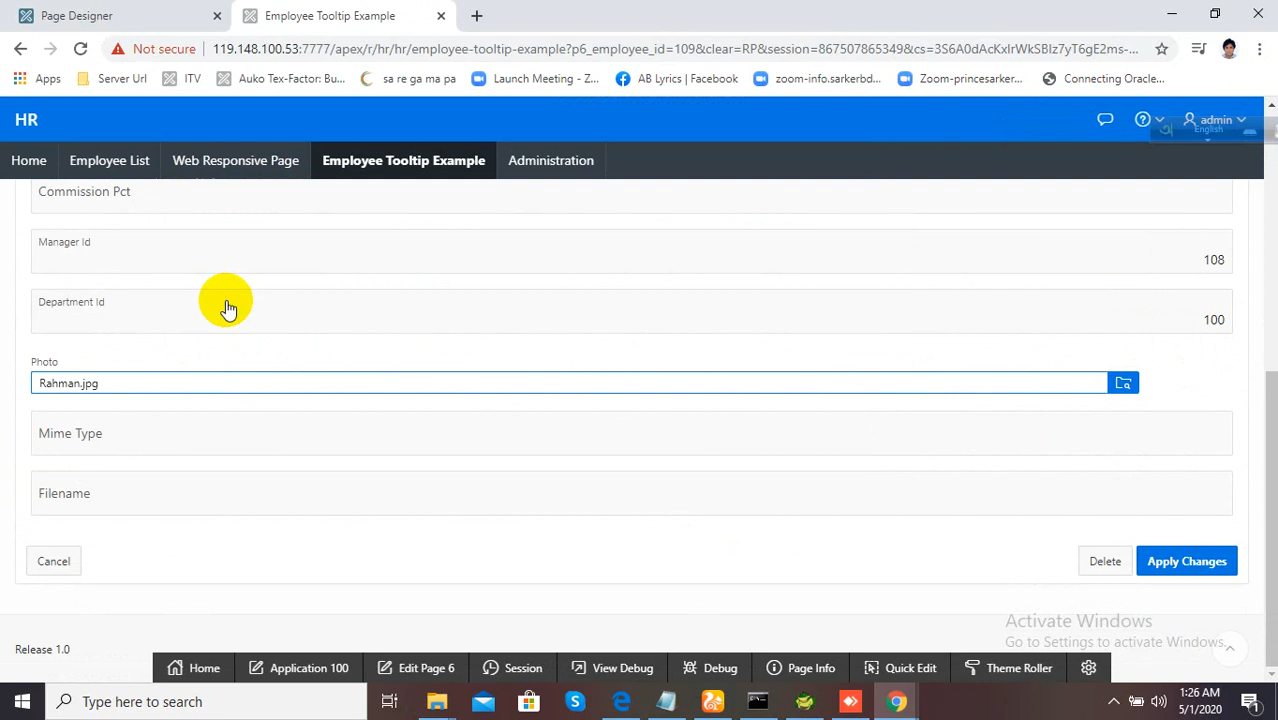 Page Designer
Employee Tooltip Example
Not secure
119.148.100.53:7777/apex/r/hr/hr/employee-tooltip-example?p6_employee_id=109&clear=RP&session=867507865349&cs=3S6A0dAcKxIrWkSBIz7yT6gE2ms-...
Apps
Server Url
ITV
Auko Tex-Factor: Bu...
sa re ga ma pa
Launch Meeting - Z...
AB Lyrics | Facebook
zoom-info.sarkerbd...
Zoom-princesarker...
Connecting Oracle...
HR
admin
English
Home
Employee List
Web Responsive Page
Employee Tooltip Example
Administration
Commission Pct
Manager Id
108
Department Id
100
Photo
Rahman.jpg
Mime Type
Filename
Cancel
Delete
Apply Changes
Activate Windows
Go to Settings to activate Windows.
Release 1.0
Home
Application 100
Edit Page 6
Session
View Debug
Debug
Page Info
Quick Edit
Theme Roller
Type here to search
1:26 AM
5/1/2020